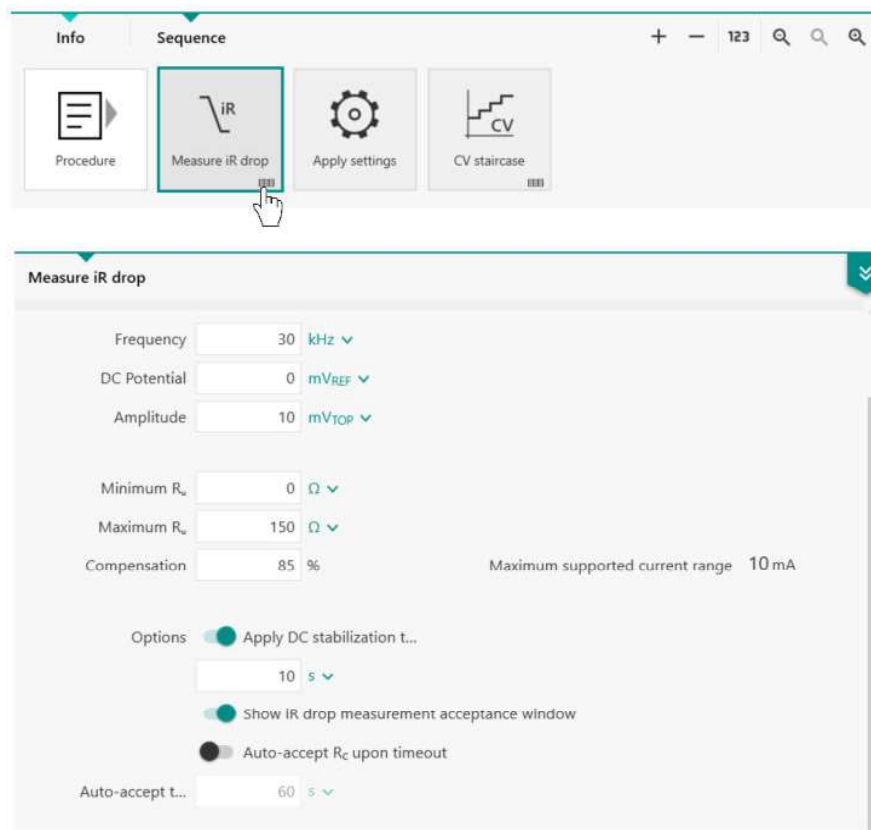 Info Sequence 123
iR CV
Procedure Measure iR drop Apply settings CV staircase
Measure iR drop
Frequency 30 kHz
DC Potential 0 mVREF
Amplitude 10 mVTOP
Minimum Ru 0 Ω
Maximum Ru 150 Ω
Compensation 85 % Maximum supported current range 10 mA
Options Apply DC stabilization t...
10 s
Show iR drop measurement acceptance window
Auto-accept RC upon timeout
Auto-accept t... 60 s